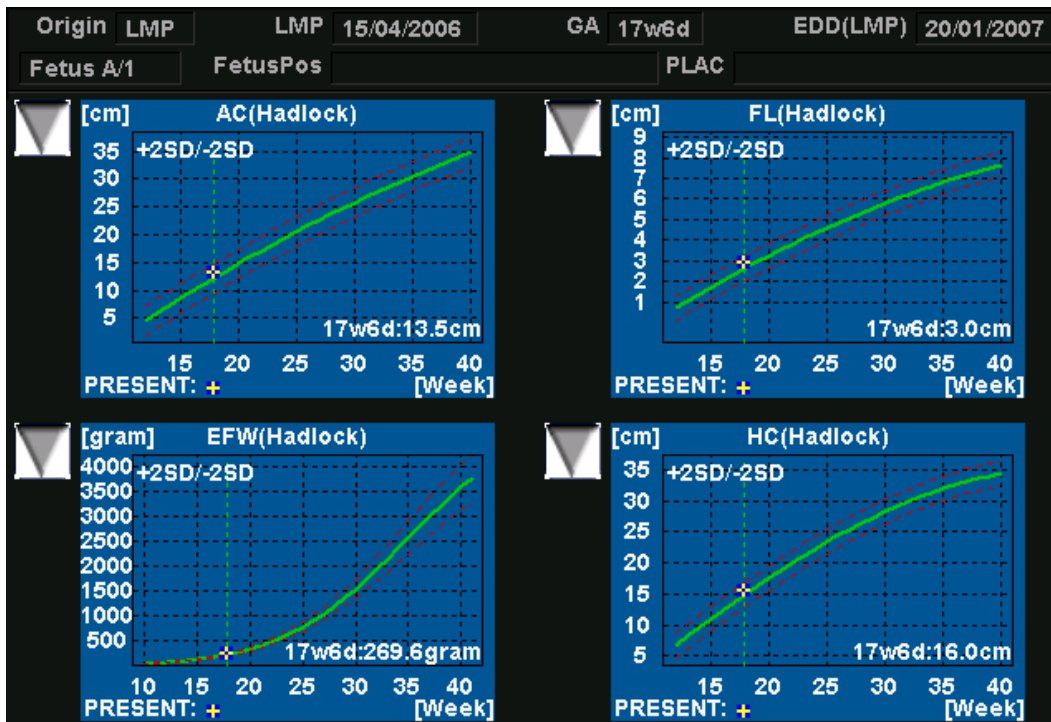 Origin LMP LMP 15/04/2006 GA 17w6d EDD(LMP) 20/01/2007
Fetus A/1 FetusPos PLAC
[cm] AC(Hadlock)
+2SD/-2SD
35
30
25
20
15
10
5
17w6d:13.5cm
15 20 25 30 35 40
PRESENT: [Week]
[cm] FL(Hadlock)
9
+2SD/-2SD
8
7
6
5
4
3
2
1
17w6d:3.0cm
15 20 25 30 35 40
PRESENT: [Week]
[gram] EFW(Hadlock)
4000 +2SD/-2SD
3500
3000
2500
2000
1500
1000
500
17w6d:269.6gram
10 15 20 25 30 35 40
PRESENT: [Week]
[cm] HC(Hadlock)
35 +2SD/-2SD
30
25
20
15
10
5 17w6d:16.0cm
15 20 25 30 35 40
PRESENT: [Week]